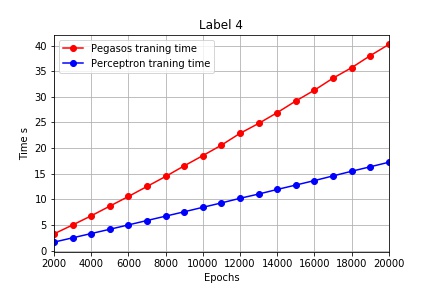 Label 4
Pegasos traning time
Perceptron traning time
Time s
40
35
30
25
20
15
10
5
0
2000 4000 6000 8000 10000 12000 14000 16000 18000 20000
Epochs